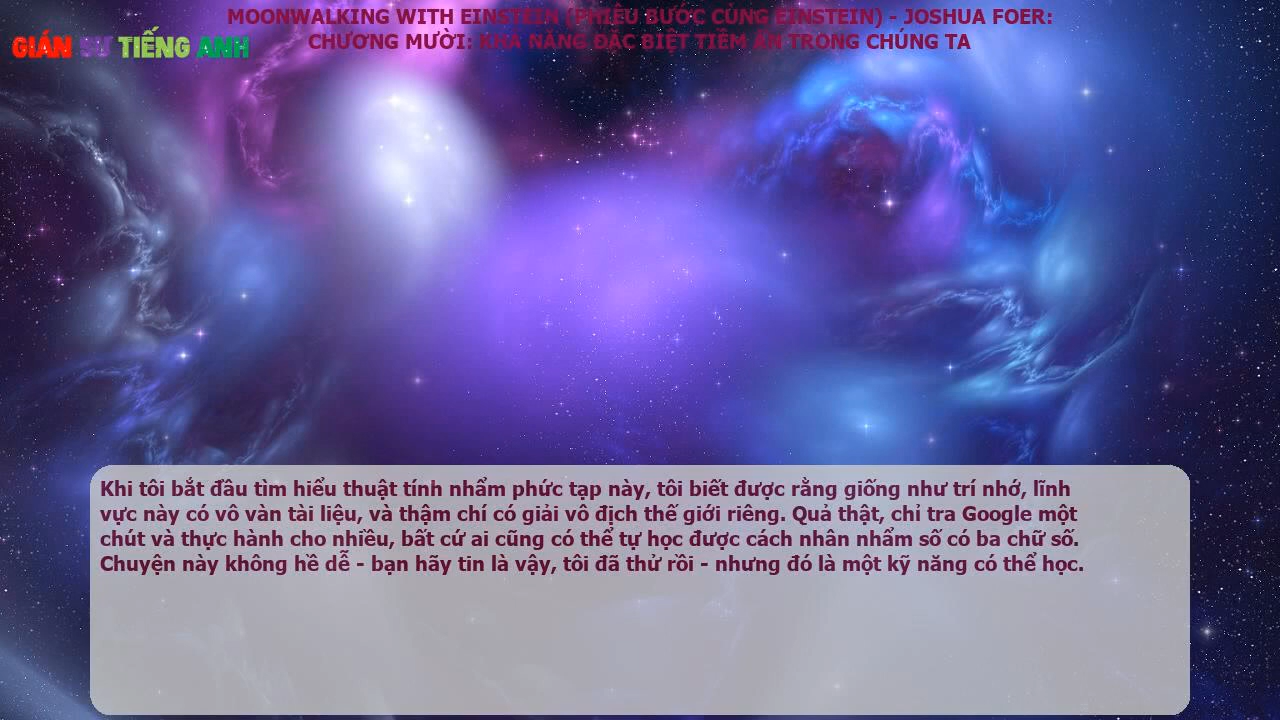 MOONWALKING WITH EINSTEIN (PHIÊU BƯỚC CÙNG EINSTEIN) - JOSHUA FOER:
CHƯƠNG MƯỜI: KHẢ NĂNG ĐẶC BIỆT TIỀM ẨN TRONG CHÚNG TA
GIÁN SỨ TIẾNG ANH
Khi tôi bắt đầu tìm hiểu thuật tính nhẩm phức tạp này, tôi biết được rằng giống như trí nhớ, lĩnh
vực này có vô vàn tài liệu, và thậm chí có giải vô địch thế giới riêng. Quả thật, chỉ tra Google một
chút và thực hành cho nhiều, bất cứ ai cũng có thể tự học được cách nhân nhẩm số có ba chữ số.
Chuyện này không hề dễ - bạn hãy tin là vậy, tôi đã thử rồi - nhưng đó là một kỹ năng có thể học.